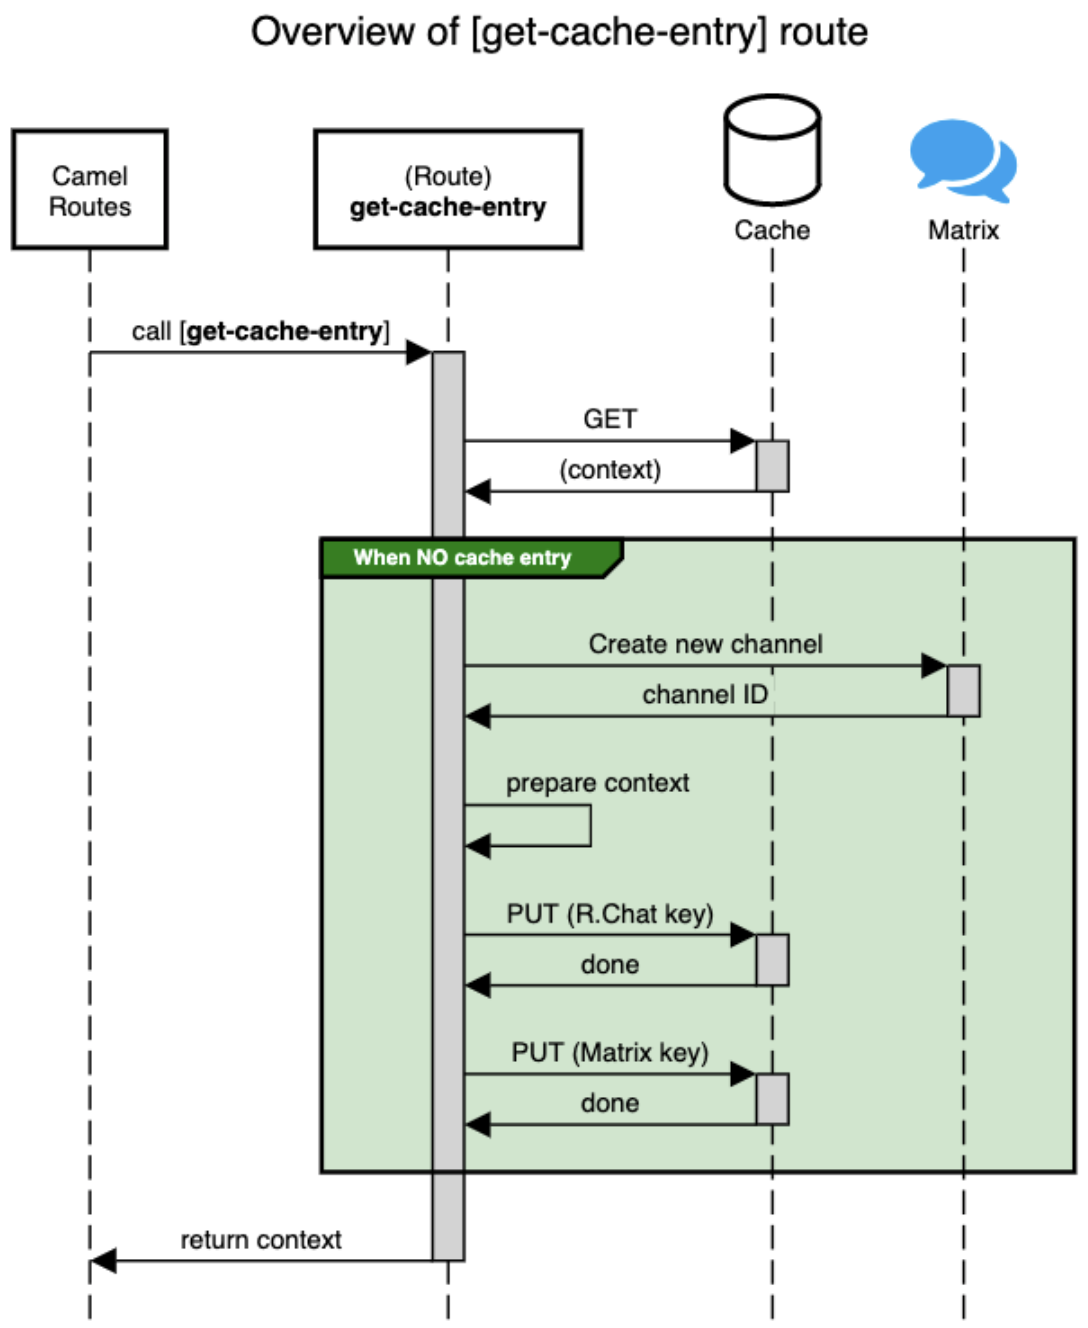 Overview of [get-cache-entry] route
Camel
Routes
(Route)
get-cache-entry
Cache
Matrix
call [get-cache-entry]
GET
(context)
When NO cache entry
Create new channel
channel ID
prepare context
PUT (R.Chat key)
done
PUT (Matrix key)
done
return context